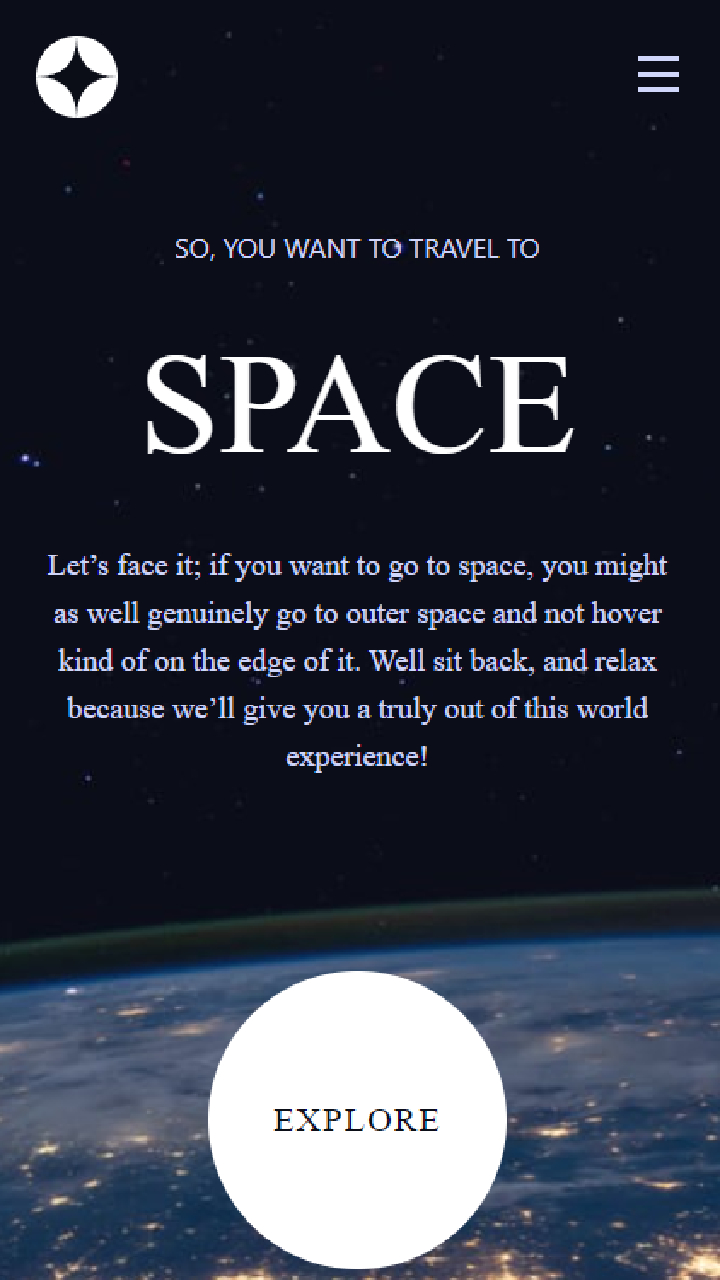 SO, YOU WANT TO TRAVEL TO
SPACE
Let’s face it; if you want to go to space, you might
as well genuinely go to outer space and not hover
kind of on the edge of it. Well sit back, and relax
because we’ll give you a truly out of this world
experience!
EXPLORE